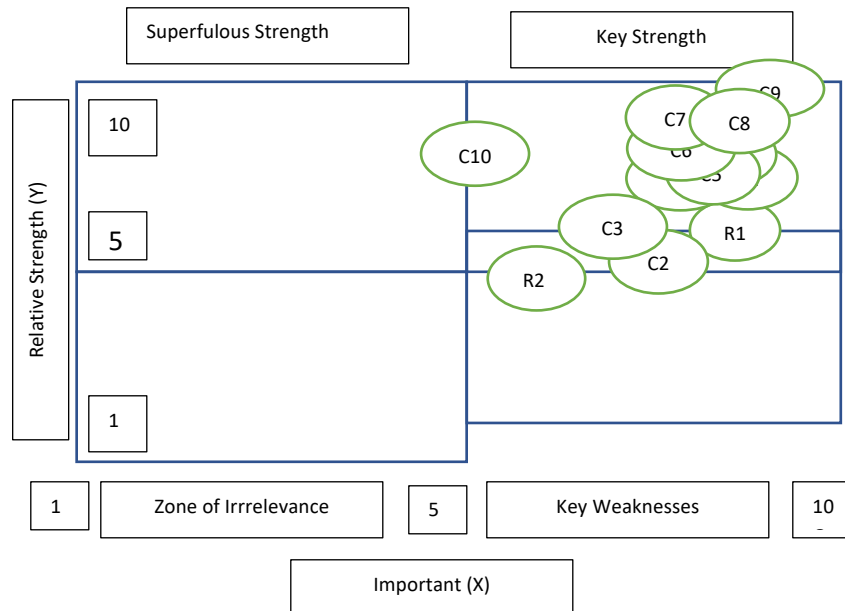 Superfulous Strength
Key Strength
Relative Strength (Y)
10
5
1
C9
C7
C8
C10
C6
C5
C3
R1
C2
R2
1
Zone of Irrrelevance
5
Key Weaknesses
10
Important (X)